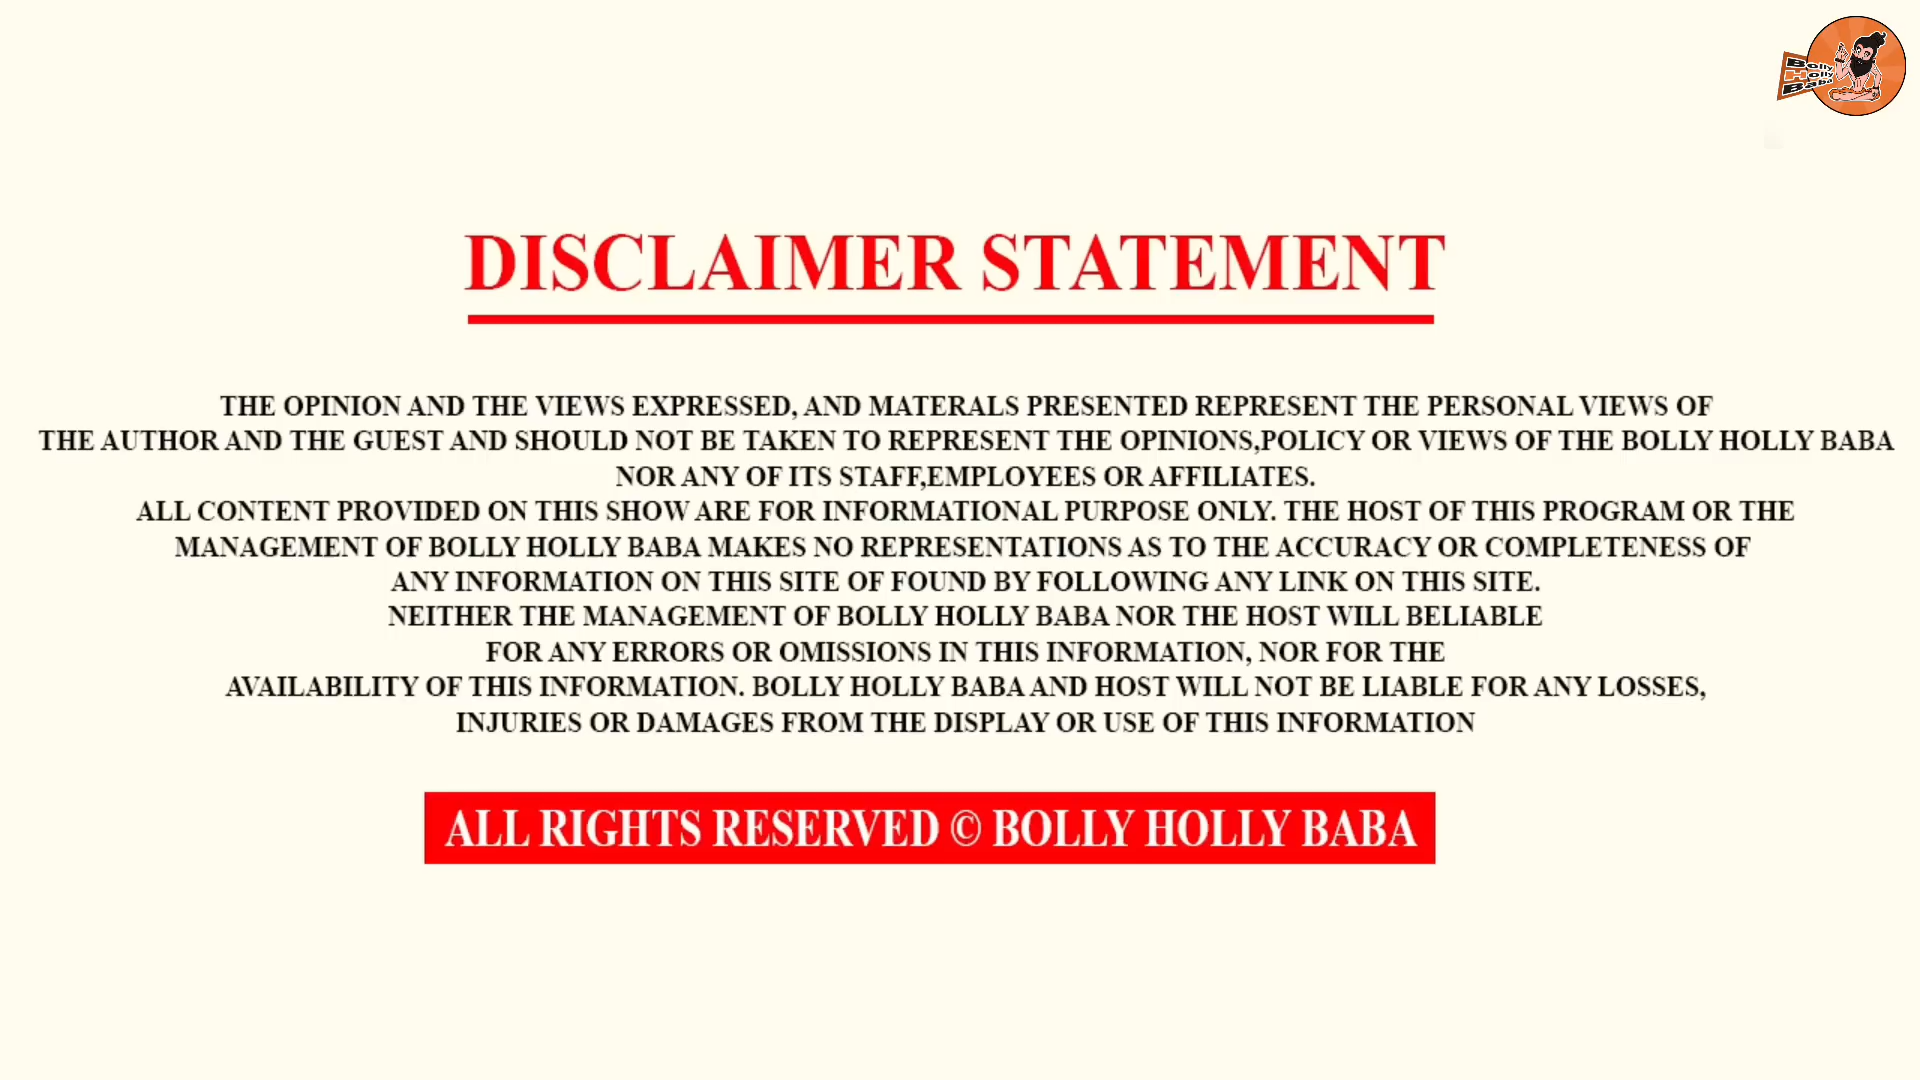 Bolly
Holly
Baba
DISCLAIMER STATEMENT
THE OPINION AND THE VIEWS EXPRESSED, AND MATERALS PRESENTED REPRESENT THE PERSONAL VIEWS OF
THE AUTHOR AND THE GUEST AND SHOULD NOT BE TAKEN TO REPRESENT THE OPINIONS,POLICY OR VIEWS OF THE BOLLY HOLLY BABA
NOR ANY OF ITS STAFF,EMPLOYEES OR AFFILIATES.
ALL CONTENT PROVIDED ON THIS SHOW ARE FOR INFORMATIONAL PURPOSE ONLY. THE HOST OF THIS PROGRAM OR THE
MANAGEMENT OF BOLLY HOLLY BABA MAKES NO REPRESENTATIONS AS TO THE ACCURACY OR COMPLETENESS OF
ANY INFORMATION ON THIS SITE OF FOUND BY FOLLOWING ANY LINK ON THIS SITE.
NEITHER THE MANAGEMENT OF BOLLY HOLLY BABA NOR THE HOST WILL BELIABLE
FOR ANY ERRORS OR OMISSIONS IN THIS INFORMATION, NOR FOR THE
AVAILABILITY OF THIS INFORMATION. BOLLY HOLLY BABA AND HOST WILL NOT BE LIABLE FOR ANY LOSSES,
INJURIES OR DAMAGES FROM THE DISPLAY OR USE OF THIS INFORMATION
ALL RIGHTS RESERVED © BOLLY HOLLY BABA